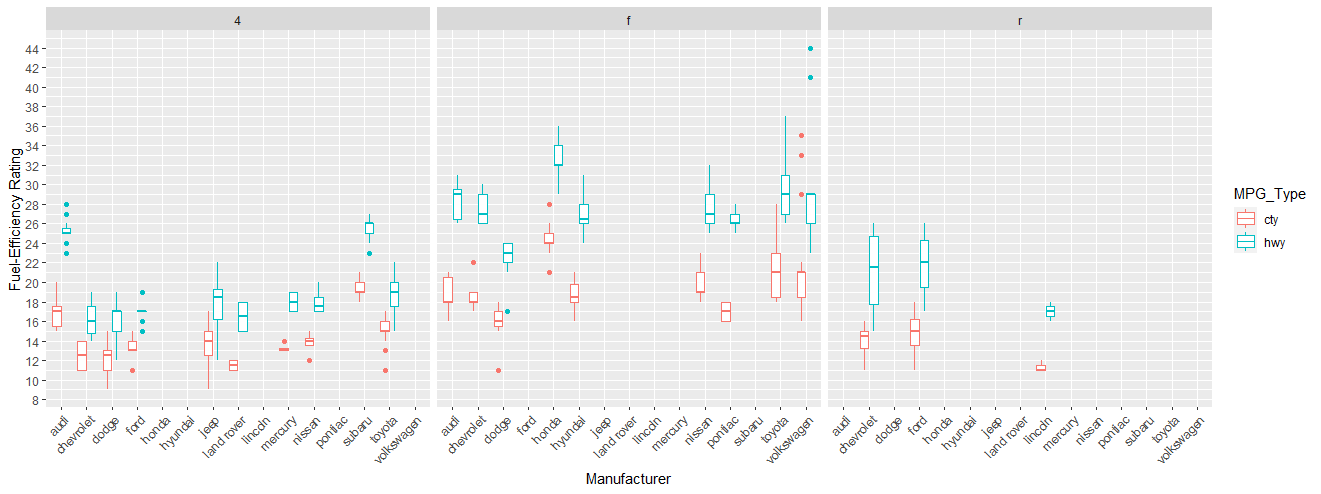 4 f r
44
42
40
38
36
34
32
30
28
26
24
22
20
18
16
14
12
10
8
Fuel-Efficiency Rating
audi chevrolet dodge ford honda hyundai jeep land rover lincoln mercury nissan pontiac subaru toyota volkswagen
audi chevrolet dodge ford honda hyundai jeep land rover lincoln mercury nissan pontiac subaru toyota volkswagen
audi chevrolet dodge ford honda hyundai jeep land rover lincoln mercury nissan pontiac subaru toyota volkswagen
Manufacturer
MPG_Type
cty
hwy